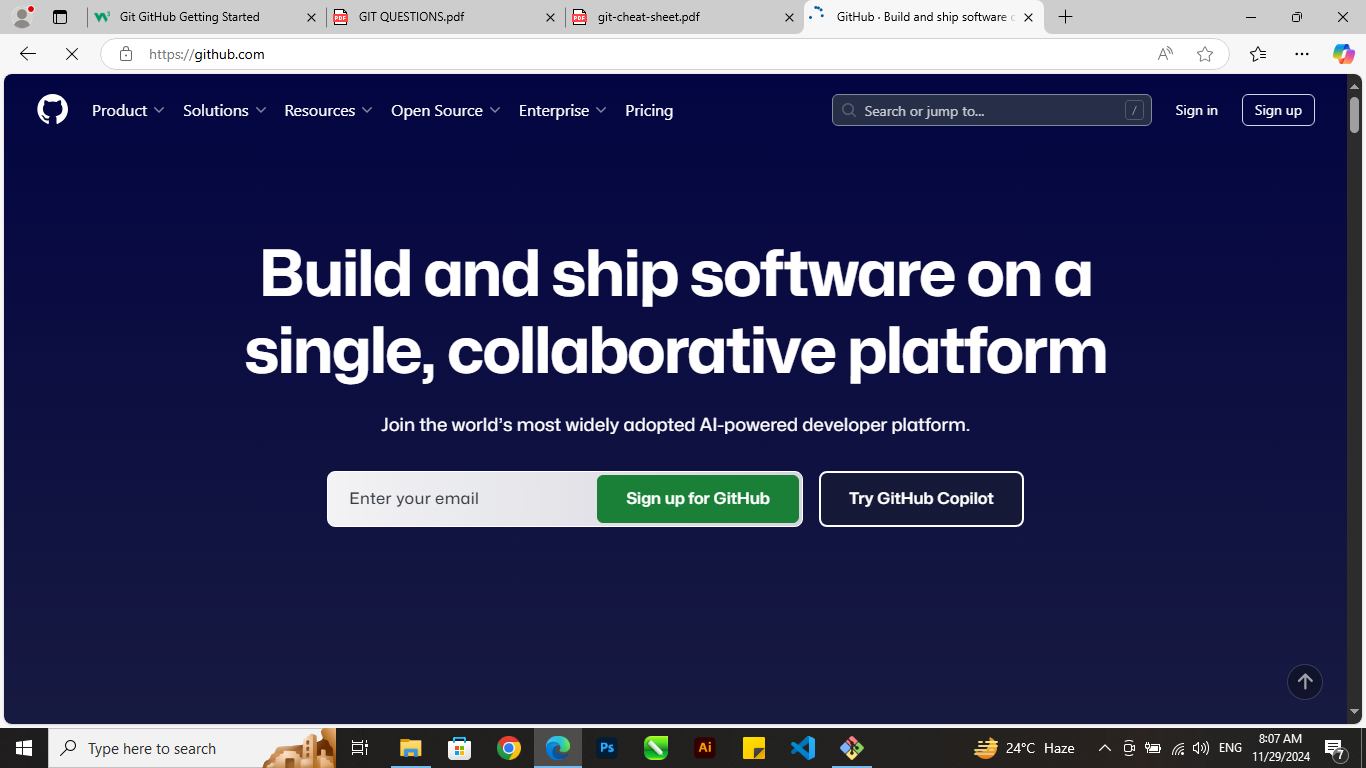 Git GitHub Getting Started
GIT QUESTIONS.pdf
git-cheat-sheet.pdf
GitHub · Build and ship software
https://github.com
Product
Solutions
Resources
Open Source
Enterprise
Pricing
Search or jump to...
/
Sign in
Sign up
Build and ship software on a
single, collaborative platform
Join the world’s most widely adopted AI-powered developer platform.
Enter your email
Sign up for GitHub
Try GitHub Copilot
Type here to search
Ps
Ai
24°C Haze
ENG
8:07 AM
11/29/2024
7